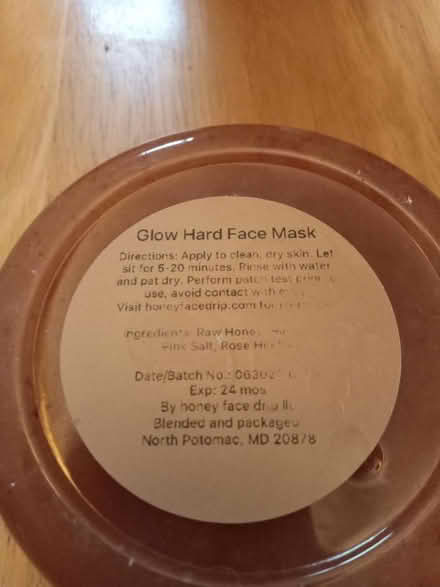 Glow Hard Face Mask
Directions: Apply to clean, dry skin. Let
sit for 5-20 minutes. Rinse with water
and pat dry. Perform patch test prior
use, avoid contact with
Visit honeyfacedrip.com for
Ingredients: Raw Honey,
Pink Salt, Rose
Date/Batch No.:
Exp: 24 mos
By honey face drip
Blended and packaged
North Potomac, MD 20878